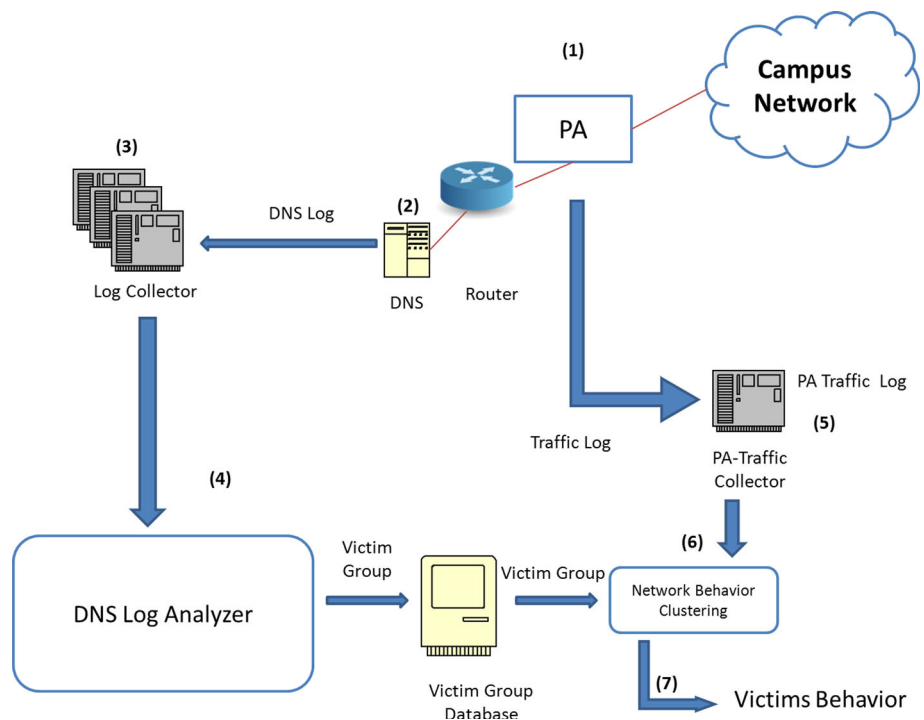 (1)
Campus
Network
PA
(3)
(2)
DNS Log
Log Collector
DNS
Router
PA Traffic Log
(5)
Traffic Log
PA-Traffic
Collector
(4)
(6)
Victim
Group
Victim Group
DNS Log Analyzer
Network Behavior
Clustering
(7)
Victims Behavior
Victim Group
Database